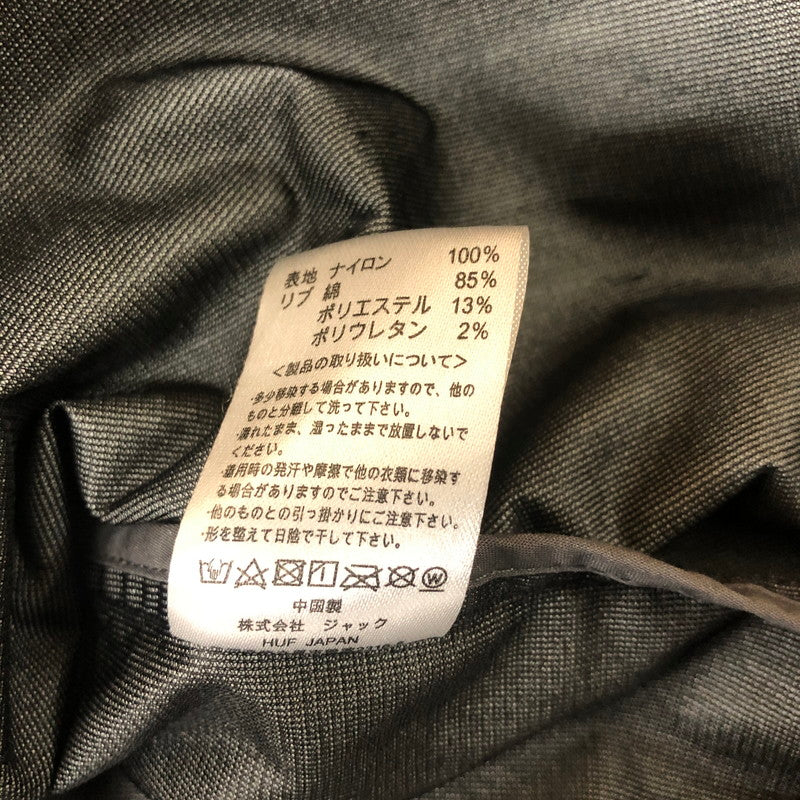 表地 ナイロン 100%
リブ 綿 85%
ポリエステル 13%
ポリウレタン 2%
<製品の取り扱いについて>
・多少移染する場合がありますので、他の
ものと分離して洗って下さい。
・濡れたまま、湿ったままで放置しないで
ください。
・着用時の発汗や摩擦で他の衣類に移染す
る場合がありますのでご注意下さい。
・他のものとの引っ掛かりにご注意下さい。
・形を整えて日陰で干して下さい。
W
中国製
株式会社 ジャック
HUF JAPAN